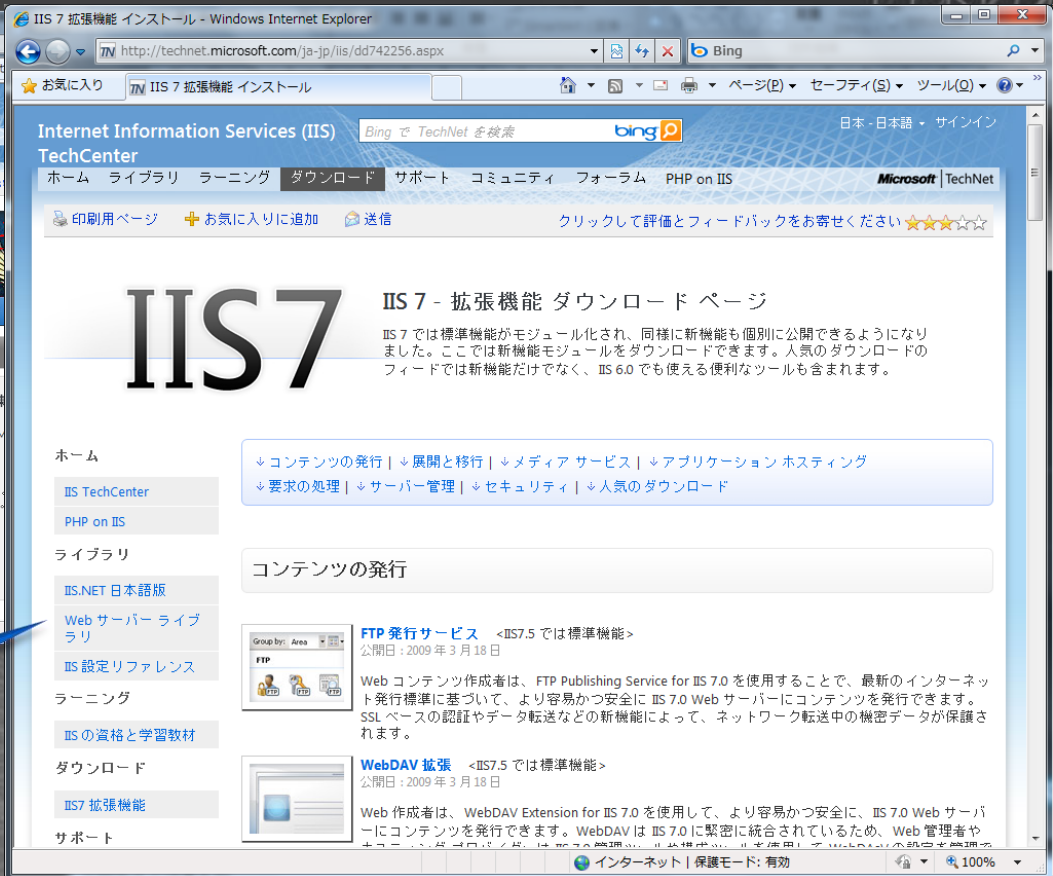 IIS 7 拡張機能 インストール - Windows Internet Explorer
http://technet.microsoft.com/ja-jp/iis/dd742256.aspx
Bing
お気に入り
IIS 7 拡張機能 インストール
ページ(P)
セーフティ(S)
ツール(O)
Internet Information Services (IIS)
TechCenter
Bing で TechNet を検索
bing
日本 - 日本語
サインイン
ホーム ライブラリ ラーニング ダウンロード サポート コミュニティ フォーラム PHP on IIS
Microsoft | TechNet
印刷用ページ お気に入りに追加 送信
クリックして評価とフィードバックをお寄せください
IIS7
IIS 7 - 拡張機能 ダウンロード ページ
IIS 7 では標準機能がモジュール化され、同様に新機能も個別に公開できるようになり
ました。ここでは新機能モジュールをダウンロードできます。人気のダウンロードの
フィードでは新機能だけでなく、IIS 6.0 でも使える便利なツールも含まれます。
ホーム
IIS TechCenter
PHP on IIS
ライブラリ
IIS.NET 日本語版
Web サーバー ライブ
ラリ
IIS 設定リファレンス
ラーニング
IIS の資格と学習教材
ダウンロード
IIS7 拡張機能
サポート
↓コンテンツの発行 | ↓展開と移行 | ↓メディア サービス | ↓アプリケーション ホスティング
↓要求の処理 | ↓サーバー管理 | ↓セキュリティ | ↓人気のダウンロード
コンテンツの発行
Group by: Area
FTP
FTP 発行サービス <IIS7.5 では標準機能>
公開日 : 2009 年 3 月 18 日
Web コンテンツ作成者は、FTP Publishing Service for IIS 7.0 を使用することで、最新のインターネッ
ト発行標準に基づいて、より容易かつ安全に IIS 7.0 Web サーバーにコンテンツを発行できます。
SSL ベースの認証やデータ転送などの新機能によって、ネットワーク転送中の機密データが保護さ
れます。
WebDAV 拡張 <IIS7.5 では標準機能>
公開日 : 2009 年 3 月 18 日
Web 作成者は、WebDAV Extension for IIS 7.0 を使用して、より容易かつ安全に、IIS 7.0 Web サーバ
ーにコンテンツを発行できます。WebDAV は IIS 7.0 に緊密に統合されているため、Web 管理者や
インターネット | 保護モード: 有効
100%